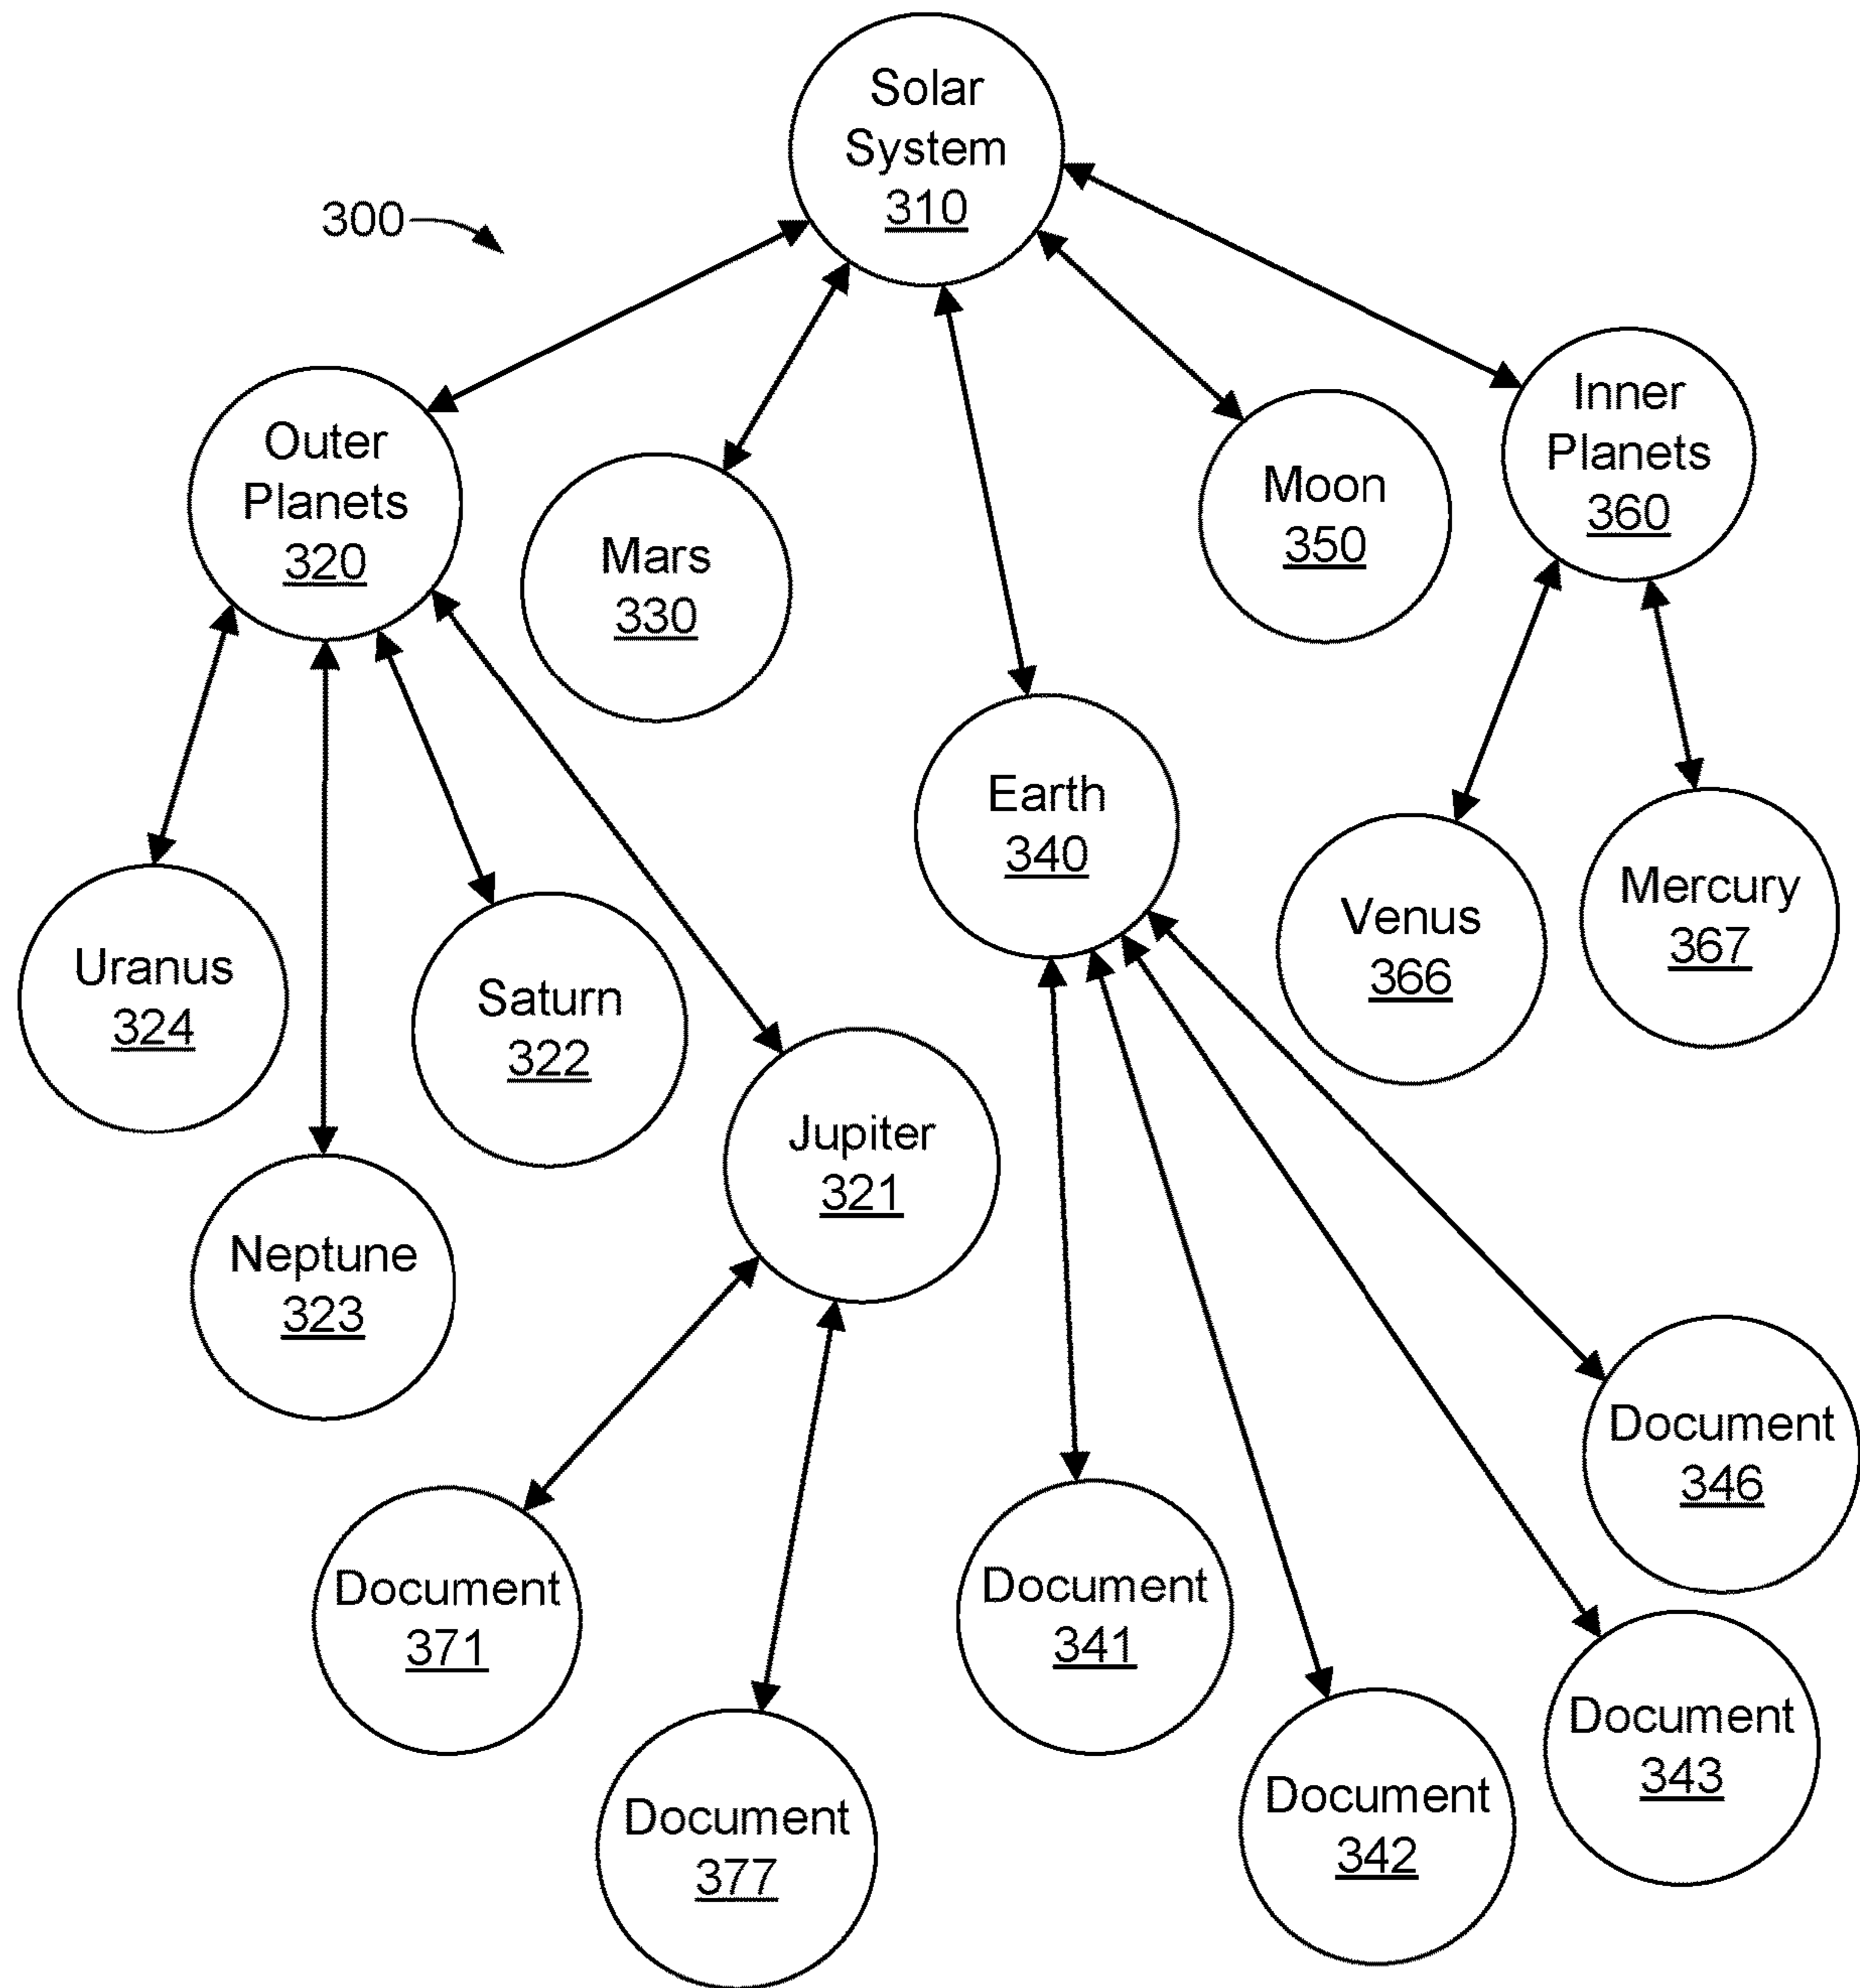 Solar
System
310
300
Outer
Planets
320
Mars
330
Moon
350
Inner
Planets
360
Earth
340
Uranus
324
Saturn
322
Venus
366
Mercury
367
Jupiter
321
Neptune
323
Document
346
Document
371
Document
341
Document
343
Document
377
Document
342